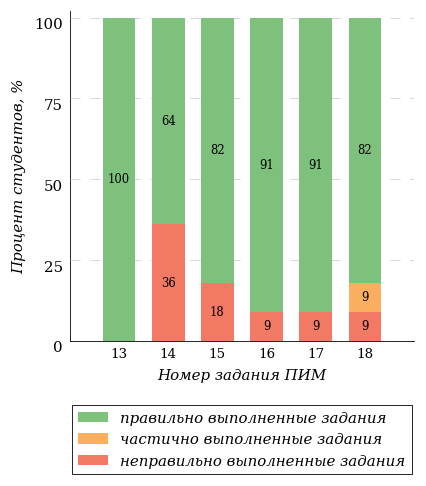 100
75
50
25
0
Процент студентов, %
100
64
36
82
18
91
9
91
9
82
9
9
13 14 15 16 17 18
Номер задания ПИМ
правильно выполненные задания
частично выполненные задания
неправильно выполненные задания